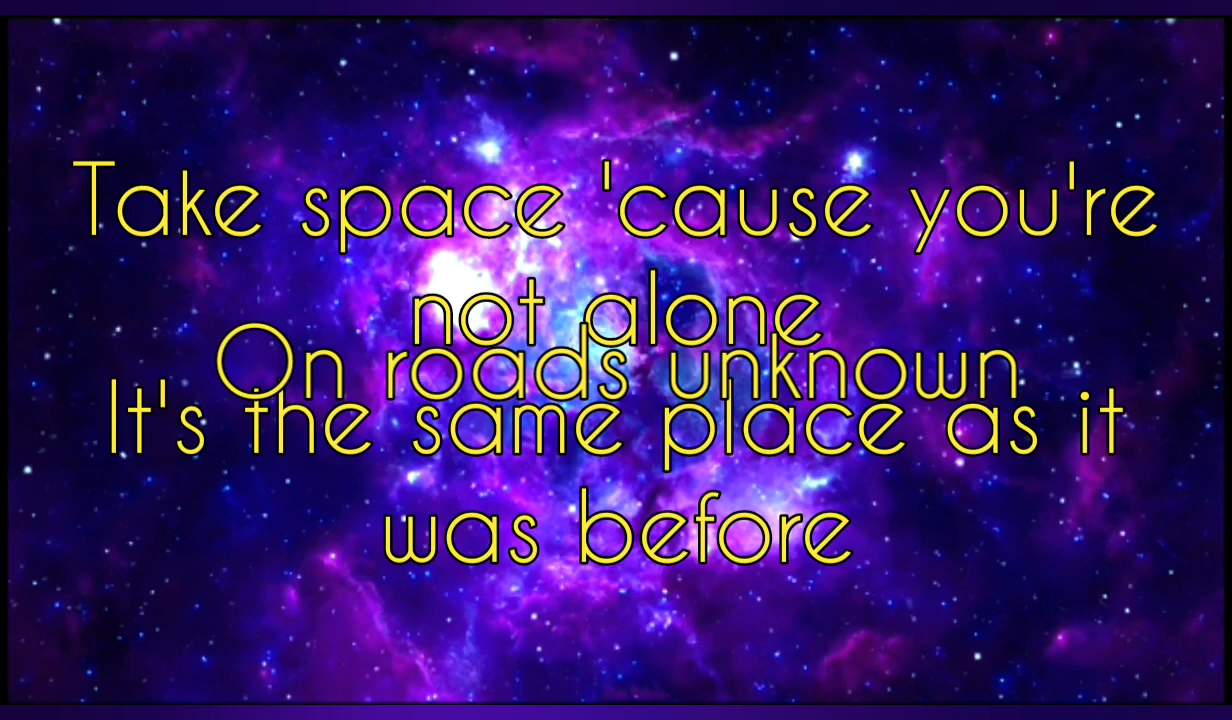 Take space 'cause you're
not alone
On roads unknown
It's the same place as it
was before